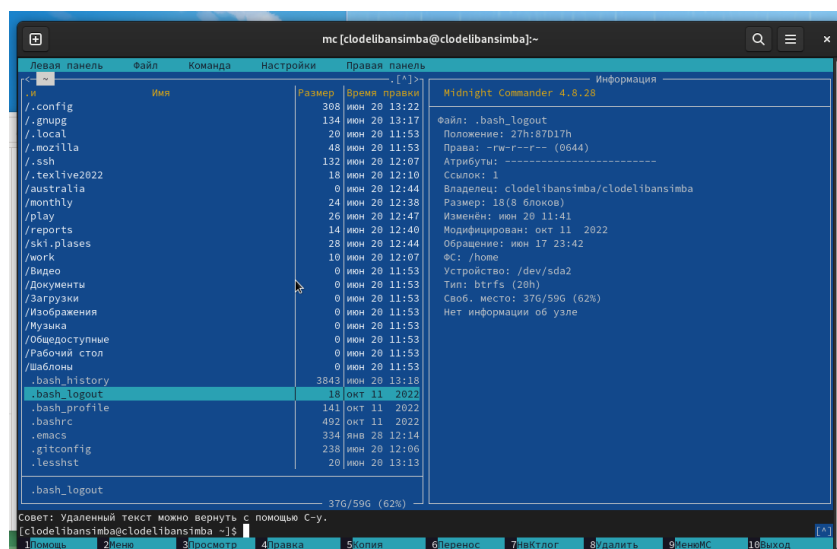 mc [clodelibansimba@clodelibansimba]:~
Левая панель Файл Команда Настройки Правая панель
<- ~ .[^]>
.и Имя Размер Время правки
/.config 308 июн 20 13:22
/.gnupg 134 июн 20 13:17
/.local 20 июн 20 11:53
/.mozilla 48 июн 20 11:53
/.ssh 132 июн 20 12:07
/.texlive2022 18 июн 20 12:10
/australia 0 июн 20 12:44
/monthly 24 июн 20 12:38
/play 26 июн 20 12:47
/reports 14 июн 20 12:40
/ski.plases 28 июн 20 12:44
/work 10 июн 20 12:07
/Видео 0 июн 20 11:53
/Документы 0 июн 20 11:53
/Загрузки 0 июн 20 11:53
/Изображения 0 июн 20 11:53
/Музыка 0 июн 20 11:53
/Общедоступные 0 июн 20 11:53
/Рабочий стол 0 июн 20 11:53
/Шаблоны 0 июн 20 11:53
.bash_history 3843 июн 20 13:18
.bash_logout 18 окт 11 2022
.bash_profile 141 окт 11 2022
.bashrc 492 окт 11 2022
.emacs 334 янв 28 12:14
.gitconfig 238 июн 20 12:06
.lesshst 20 июн 20 13:13
.bash_logout
37G/59G (62%)
Информация
Midnight Commander 4.8.28
Файл: .bash_logout
Положение: 27h:87D17h
Права: -rw-r--r-- (0644)
Атрибуты: -------------------------
Ссылок: 1
Владелец: clodelibansimba/clodelibansimba
Размер: 18(8 блоков)
Изменён: июн 20 11:41
Модифицирован: окт 11 2022
Обращение: июн 17 23:42
ФС: /home
Устройство: /dev/sda2
Тип: btrfs (20h)
Своб. место: 37G/59G (62%)
Нет информации об узле
Совет: Удаленный текст можно вернуть с помощью C-y.
[clodelibansimba@clodelibansimba ~]$ [^]
1Помощь 2Меню 3Просмотр 4Правка 5Копия 6Перенос 7НвКтлог 8Удалить 9МенюMC 10Выход